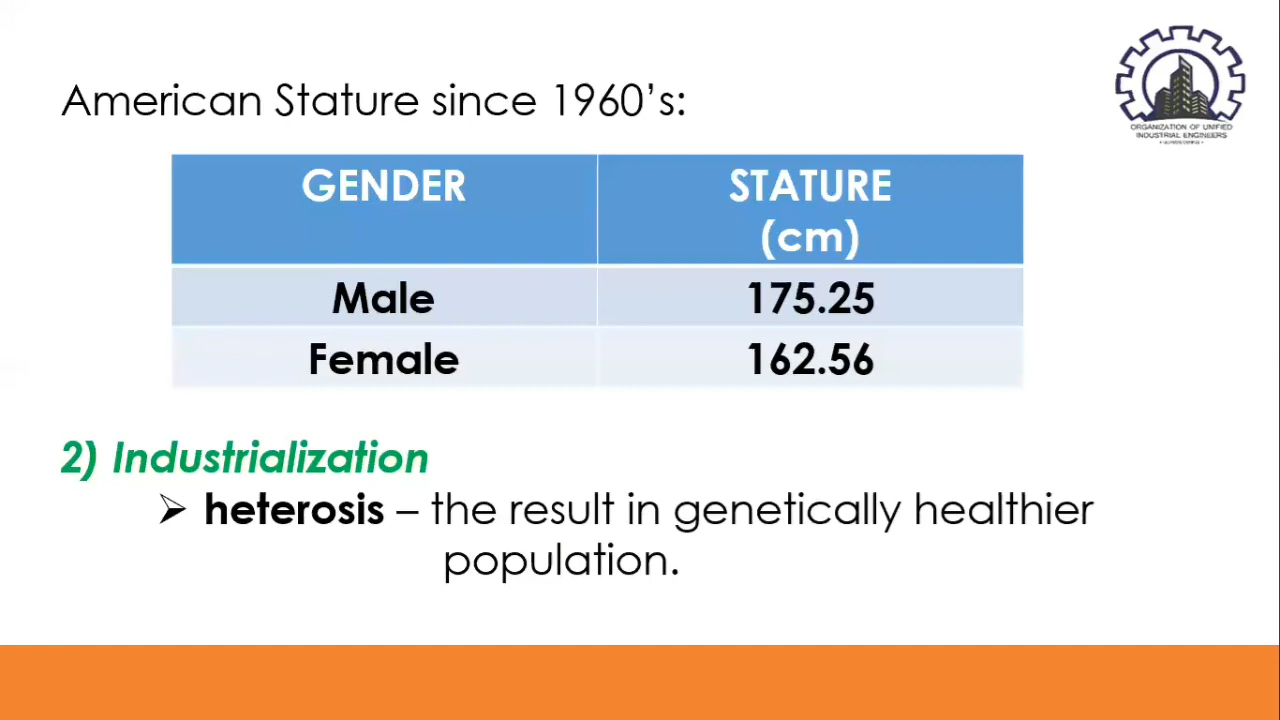 American Stature since 1960's:
ORGANIZATION OF UNIFIED
INDUSTRIAL ENGINEERS
GENDER STATURE
(cm)
Male 175.25
Female 162.56
2) Industrialization
➢ heterosis – the result in genetically healthier
population.